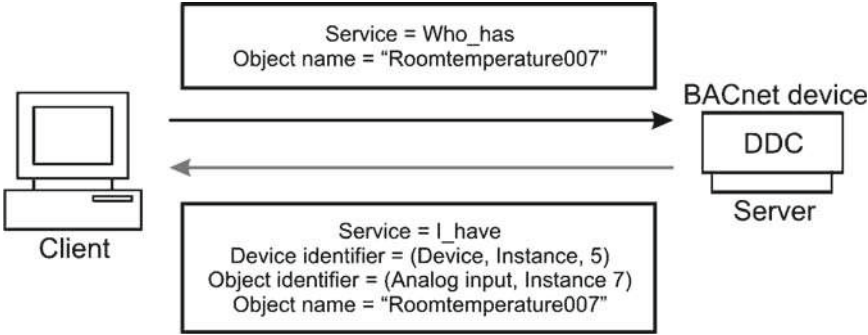 Service = Who_has
Object name = “Roomtemperature007”
BACnet device
DDC
Server
Client
Service = I_have
Device identifier = (Device, Instance, 5)
Object identifier = (Analog input, Instance 7)
Object name = “Roomtemperature007”